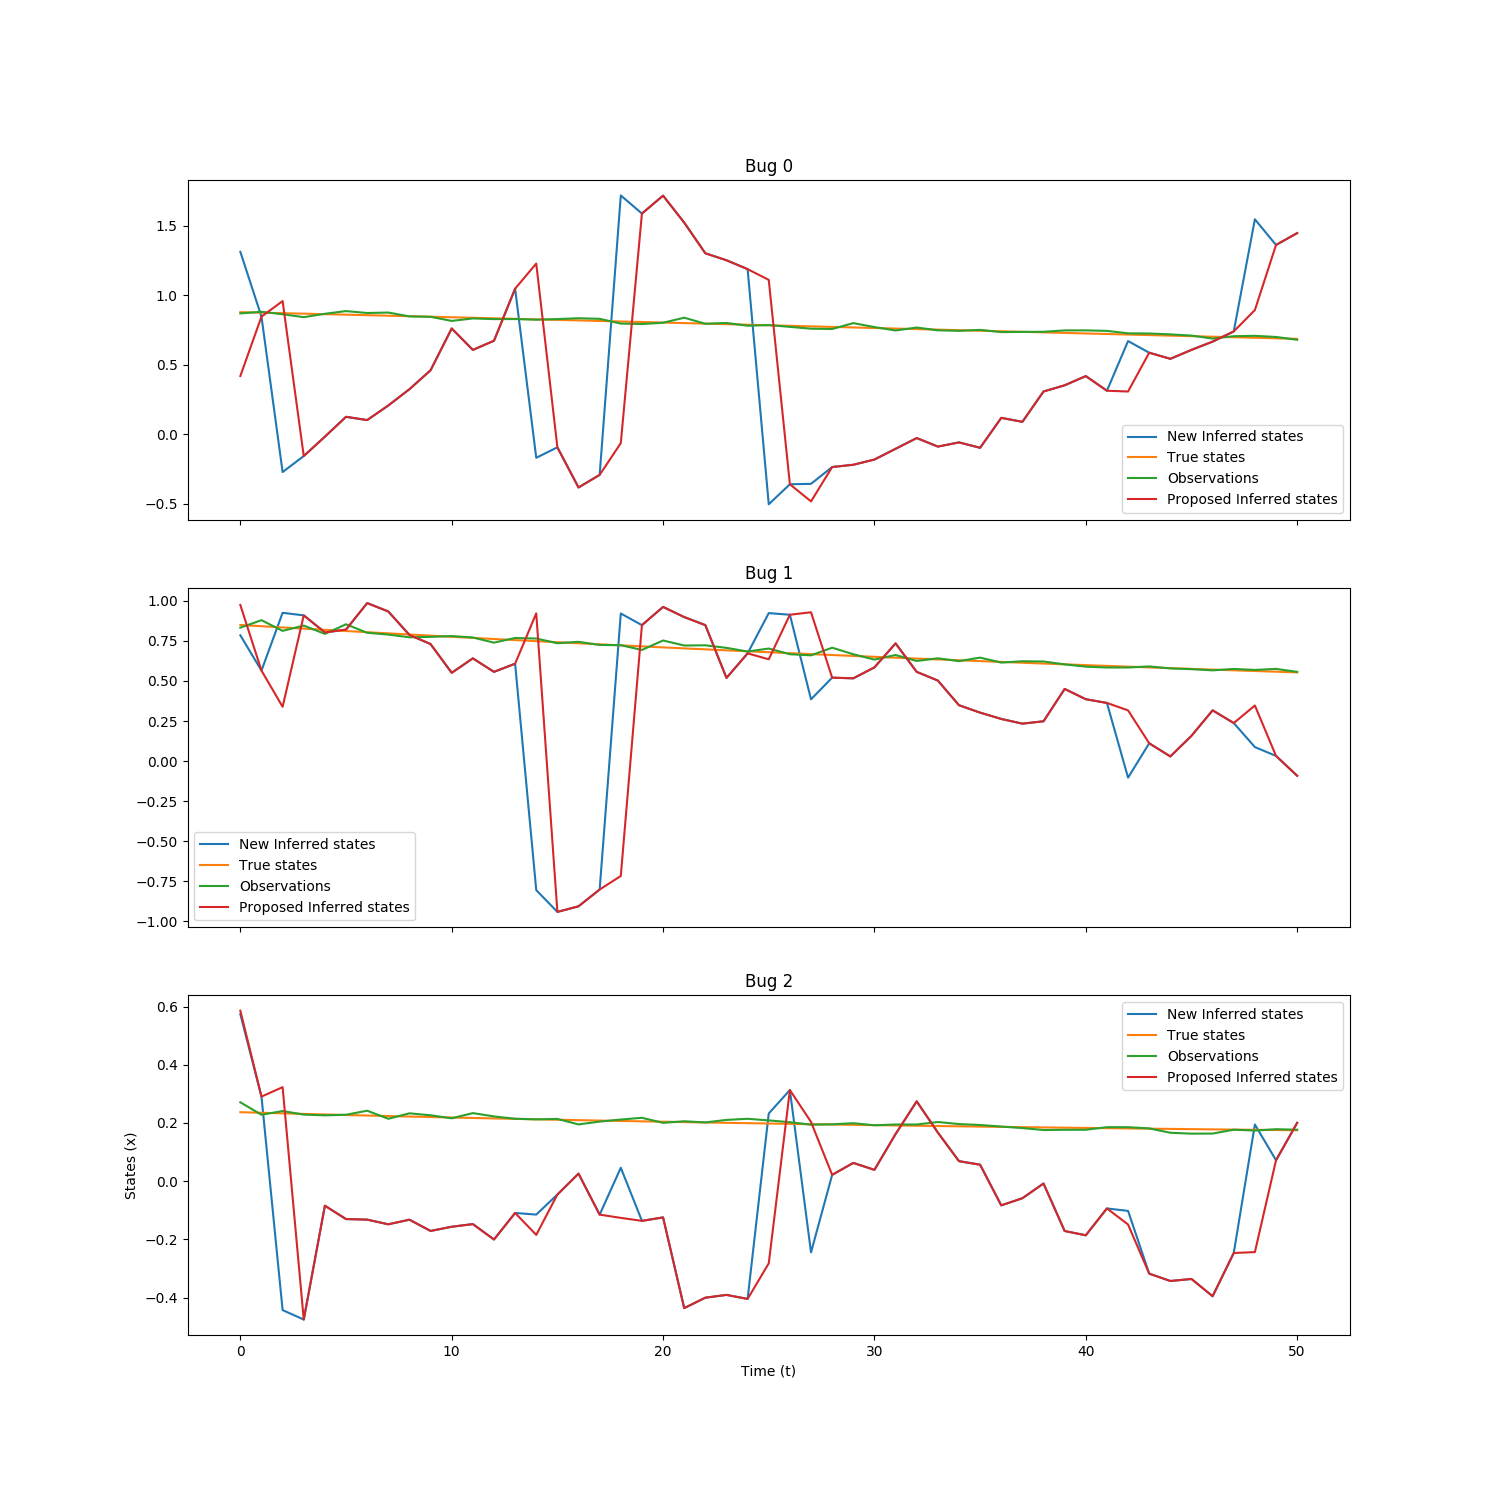 Bug 0
1.5
1.0
0.5
0.0
−0.5
New Inferred states
True states
Observations
Proposed Inferred states
Bug 1
1.00
0.75
0.50
0.25
0.00
−0.25
−0.50
−0.75
−1.00
New Inferred states
True states
Observations
Proposed Inferred states
Bug 2
States (x)
0.6
0.4
0.2
0.0
−0.2
−0.4
New Inferred states
True states
Observations
Proposed Inferred states
0 10 20 30 40 50
Time (t)